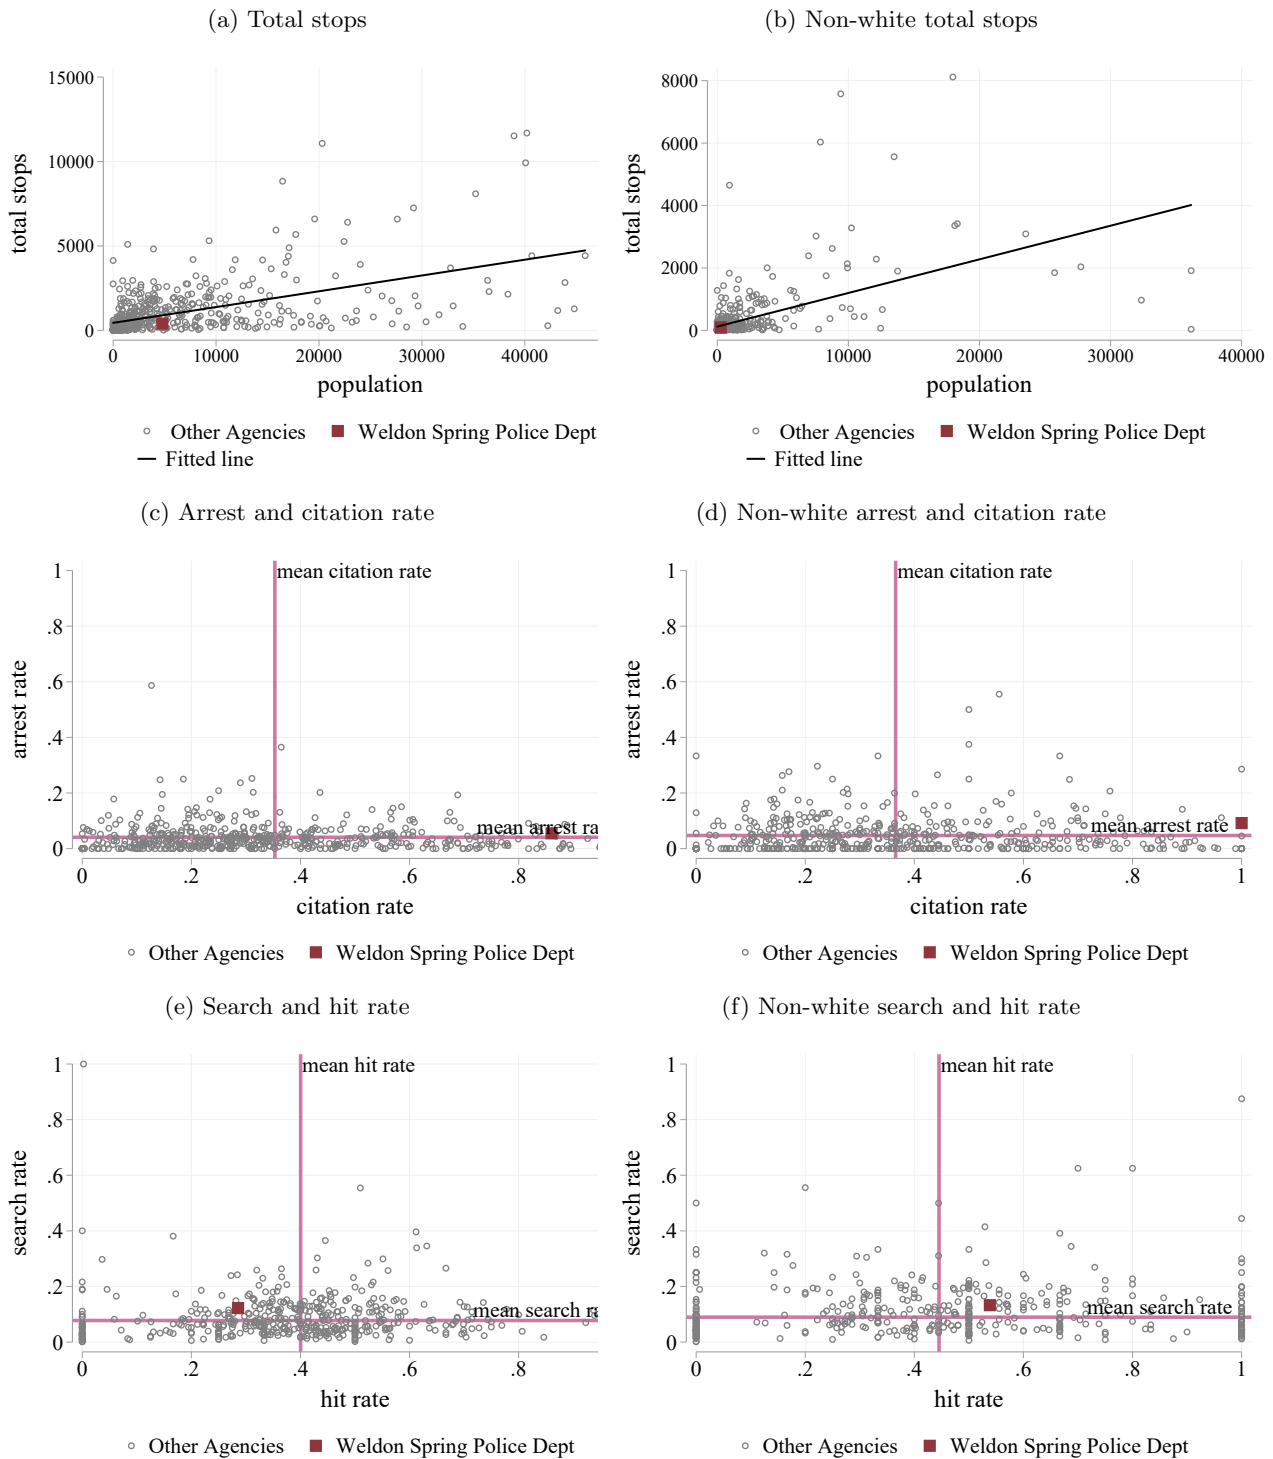 (a) Total stops
(b) Non-white total stops
15000
10000
5000
0
total stops
0 10000 20000 30000 40000
population
Other Agencies Weldon Spring Police Dept
Fitted line
8000
6000
4000
2000
0
total stops
0 10000 20000 30000 40000
population
Other Agencies Weldon Spring Police Dept
Fitted line
(c) Arrest and citation rate
(d) Non-white arrest and citation rate
mean citation rate
1
.8
.6
.4
.2
0
arrest rate
mean arrest ra
0 .2 .4 .6 .8
citation rate
Other Agencies Weldon Spring Police Dept
mean citation rate
1
.8
.6
.4
.2
0
arrest rate
mean arrest rate
0 .2 .4 .6 .8 1
citation rate
Other Agencies Weldon Spring Police Dept
(e) Search and hit rate
(f) Non-white search and hit rate
mean hit rate
1
.8
.6
.4
.2
0
search rate
mean search ra
0 .2 .4 .6 .8
hit rate
Other Agencies Weldon Spring Police Dept
mean hit rate
1
.8
.6
.4
.2
0
search rate
mean search rate
0 .2 .4 .6 .8 1
hit rate
Other Agencies Weldon Spring Police Dept